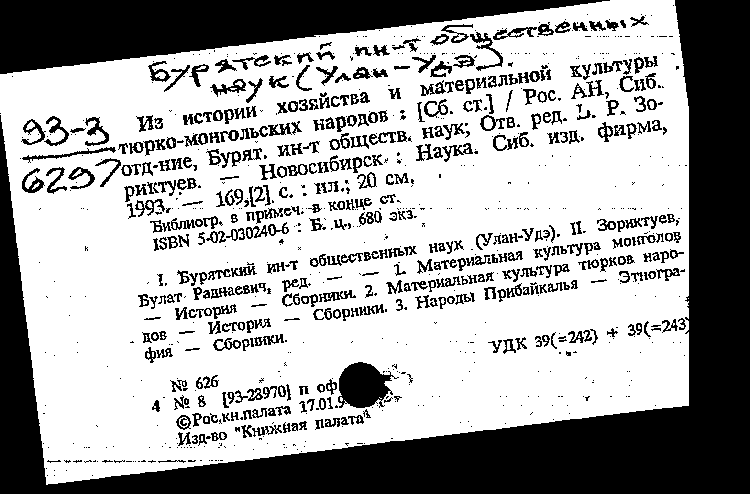 Бурятский ин-т общественных
наук (Улан-Удэ).
93-3
6297
Из истории хозяйства и материальной культуры
тюрко-монгольских народов : [Сб. ст.] / Рос. АН, Сиб.
отд-ние, Бурят. ин-т обществ. наук; Отв. ред. Б. Р. Зо-
риктуев. — Новосибирск : Наука. Сиб. изд. фирма,
1993. — 169,[2] с. : ил.; 20 см,
Библиогр. в примеч. в конце ст.
ISBN 5-02-030240-6 : Б. ц., 680 экз.
I. Бурятский ин-т общественных наук (Улан-Удэ). II. Зориктуев,
Булат Раднаевич, ред. — — 1. Материальная культура монголов
— История — Сборники. 2. Материальная культура тюрков наро-
дов — История — Сборники. 3. Народы Прибайкалья — Этногра-
фия — Сборники.
УДК 39(=242) + 39(=243)
№ 626
4 № 8 [93-28970] п оф
©Рос.кн.палата 17.01.9
Изд-во "Книжная палата"